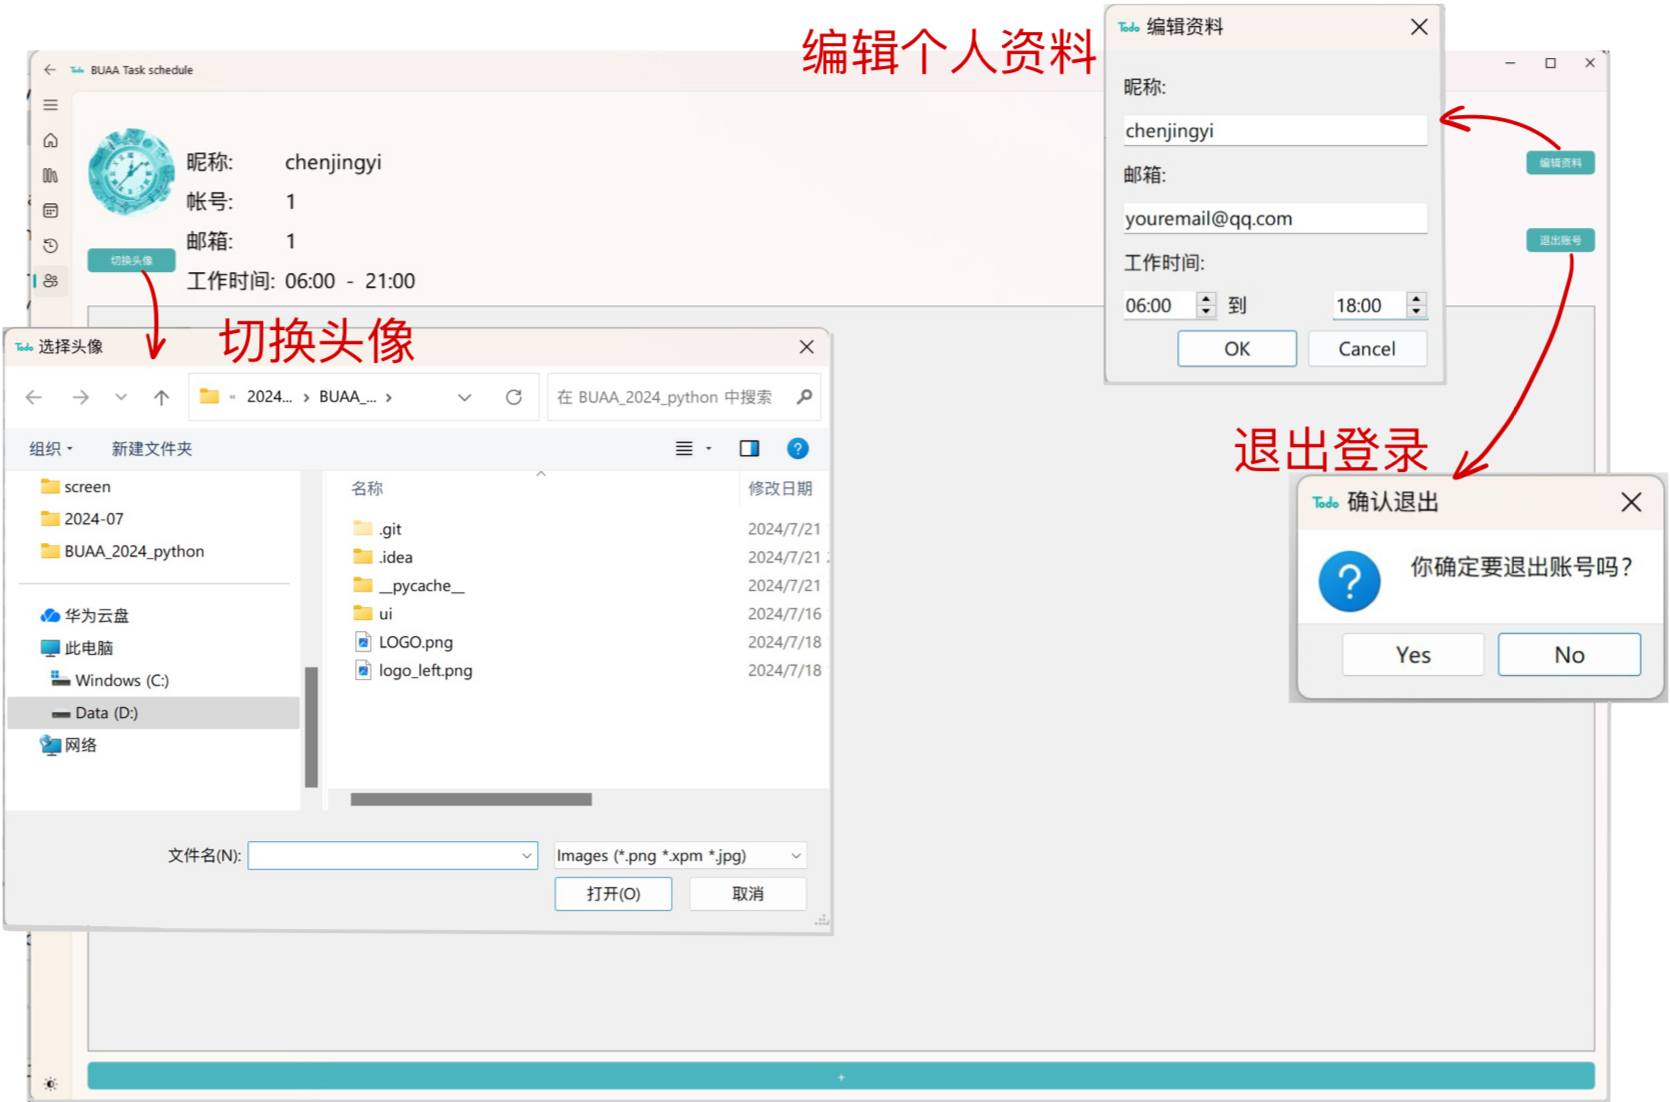 编辑个人资料
Todo 编辑资料
昵称:
chenjingyi
邮箱:
youremail@qq.com
工作时间:
06:00 到 18:00
OK Cancel
Todo BUAA Task schedule
昵称: chenjingyi
帐号: 1
邮箱: 1
工作时间: 06:00 - 21:00
切换头像
编辑资料
退出账号
切换头像
Todo 选择头像
« 2024... › BUAA_... ›
在 BUAA_2024_python 中搜索
组织 新建文件夹
screen
2024-07
BUAA_2024_python
华为云盘
此电脑
Windows (C:)
Data (D:)
网络
名称 修改日期
.git 2024/7/21
.idea 2024/7/21
__pycache__ 2024/7/21
ui 2024/7/16
LOGO.png 2024/7/18
logo_left.png 2024/7/18
文件名(N): Images (*.png *.xpm *.jpg)
打开(O) 取消
退出登录
Todo 确认退出
你确定要退出账号吗?
Yes No
+